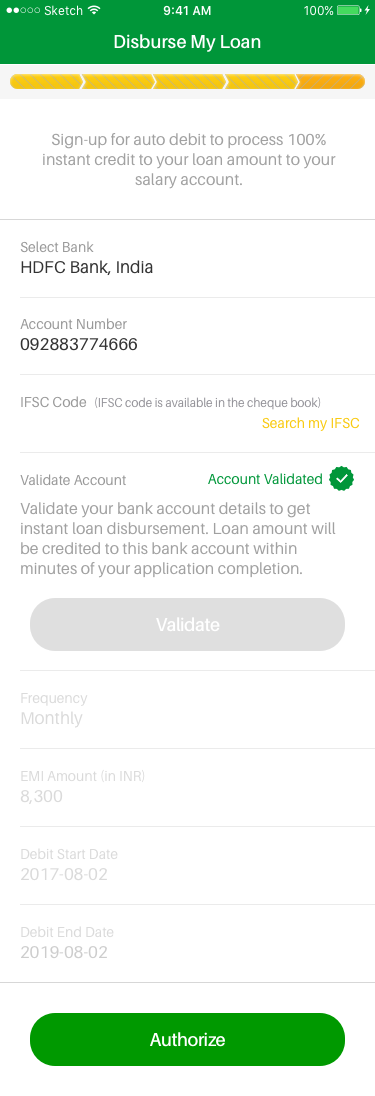 Sketch 9:41 AM 100%
Disburse My Loan
Sign-up for auto debit to process 100%
instant credit to your loan amount to your
salary account.
Select Bank
HDFC Bank, India
Account Number
092883774666
IFSC Code (IFSC code is available in the cheque book)
Search my IFSC
Validate Account Account Validated
Validate your bank account details to get
instant loan disbursement. Loan amount will
be credited to this bank account within
minutes of your application completion.
Validate
Frequency
Monthly
EMI Amount (in INR)
8,300
Debit Start Date
2017-08-02
Debit End Date
2019-08-02
Authorize